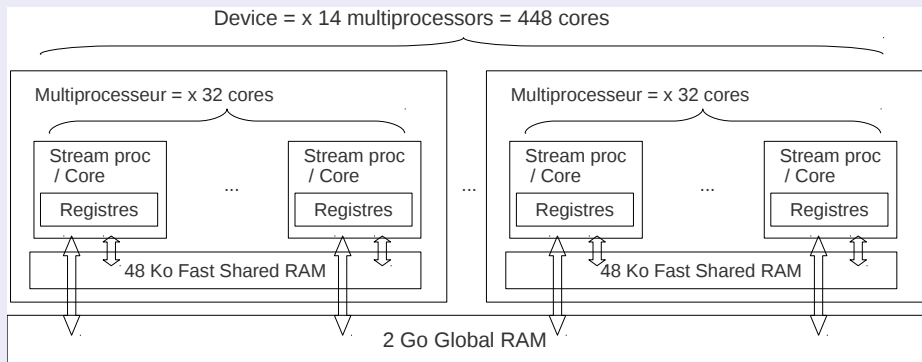 Device = x 14 multiprocessors = 448 cores
Multiprocesseur = x 32 cores
Multiprocesseur = x 32 cores
Stream proc
/ Core
Registres
...
Stream proc
/ Core
Registres
...
Stream proc
/ Core
Registres
...
Stream proc
/ Core
Registres
48 Ko Fast Shared RAM
48 Ko Fast Shared RAM
2 Go Global RAM